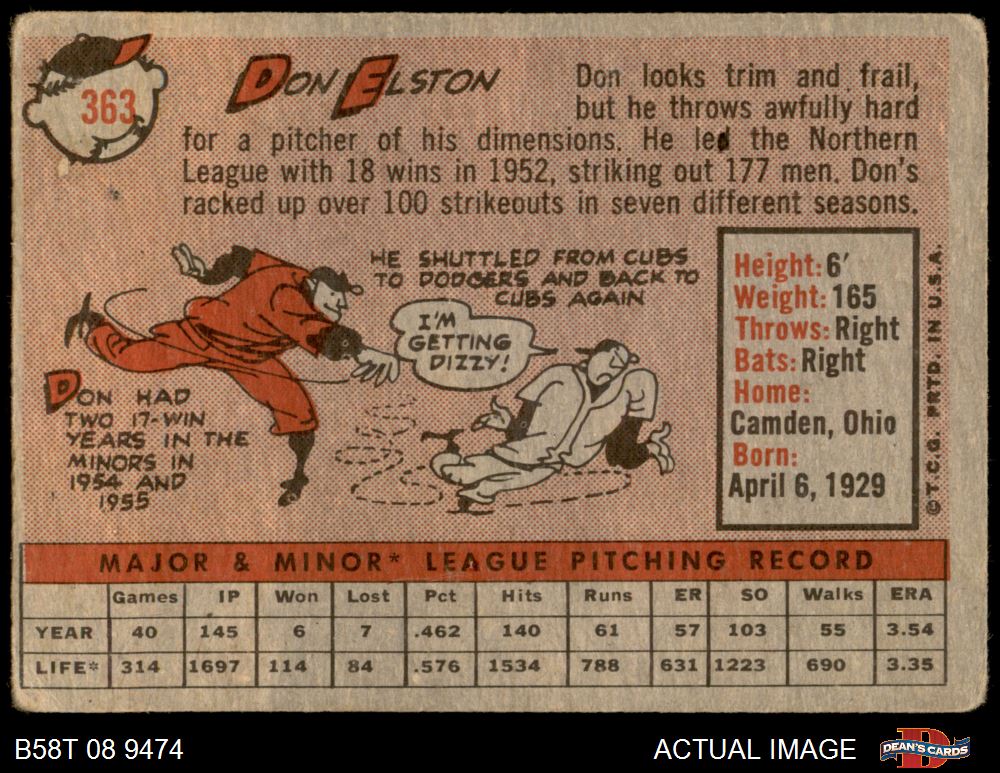 363
DON ELSTON
Don looks trim and frail,
but he throws awfully hard
for a pitcher of his dimensions. He led the Northern
League with 18 wins in 1952, striking out 177 men. Don's
racked up over 100 strikeouts in seven different seasons.
HE SHUTTLED FROM CUBS
TO DODGERS AND BACK TO
CUBS AGAIN
I'M
GETTING
DIZZY!
DON HAD
TWO 17-WIN
YEARS IN THE
MINORS IN
1954 AND
1955
Height: 6'
Weight: 165
Throws: Right
Bats: Right
Home:
Camden, Ohio
Born:
April 6, 1929
©T.C.G. PRTD. IN U.S.A.
MAJOR & MINOR* LEAGUE PITCHING RECORD
Games IP Won Lost Pct Hits Runs ER SO Walks ERA
YEAR 40 145 6 7 .462 140 61 57 103 55 3.54
LIFE* 314 1697 114 84 .576 1534 788 631 1223 690 3.35
B58T 08 9474
ACTUAL IMAGE
DEAN'S CARDS